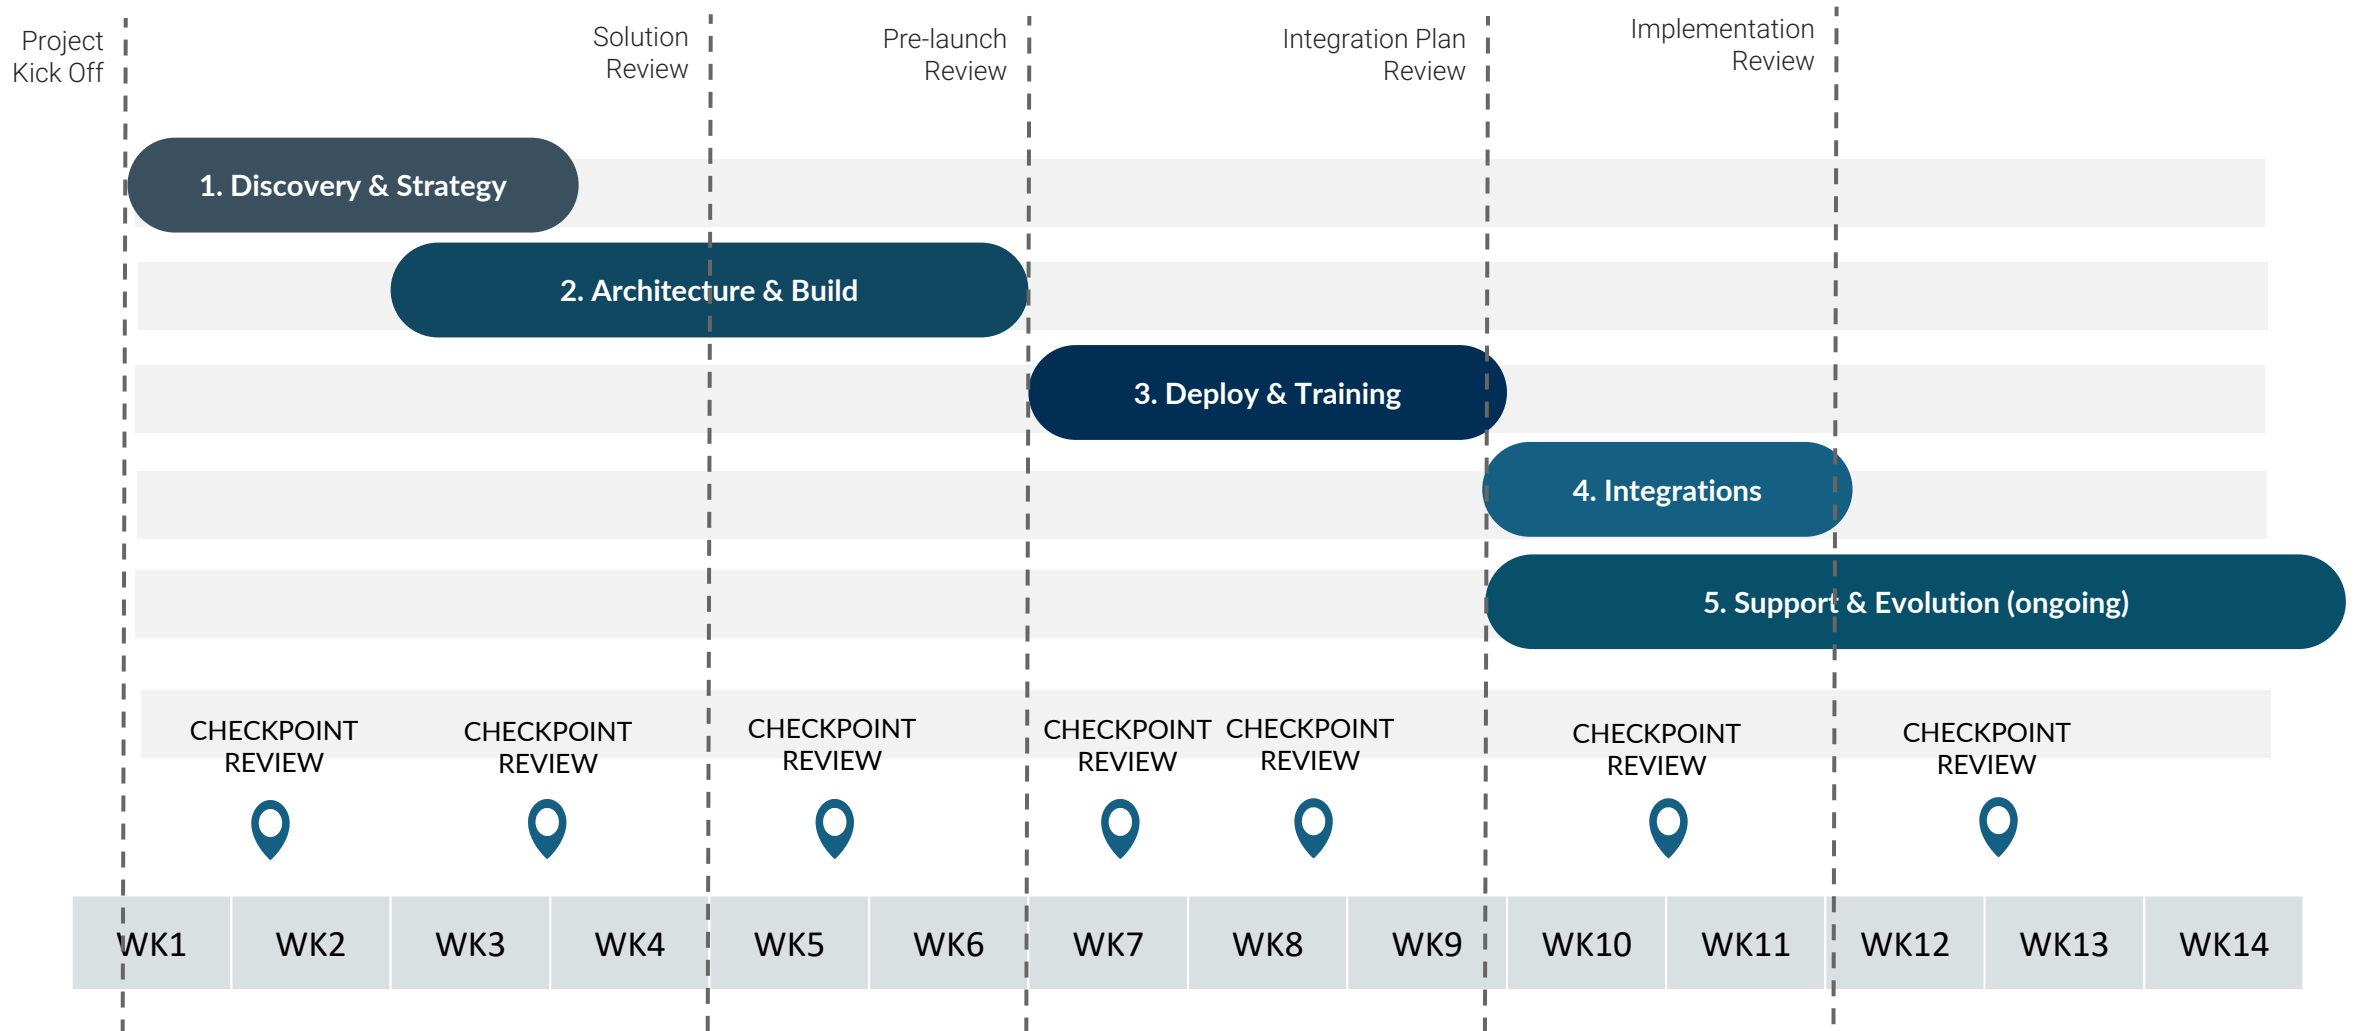 Project
Kick Off
Solution
Review
Pre-launch
Review
Integration Plan
Review
Implementation
Review
1. Discovery & Strategy
2. Architecture & Build
3. Deploy & Training
4. Integrations
5. Support & Evolution (ongoing)
CHECKPOINT
REVIEW
CHECKPOINT
REVIEW
CHECKPOINT
REVIEW
CHECKPOINT
REVIEW
CHECKPOINT
REVIEW
CHECKPOINT
REVIEW
CHECKPOINT
REVIEW
WK1 WK2 WK3 WK4 WK5 WK6 WK7 WK8 WK9 WK10 WK11 WK12 WK13 WK14